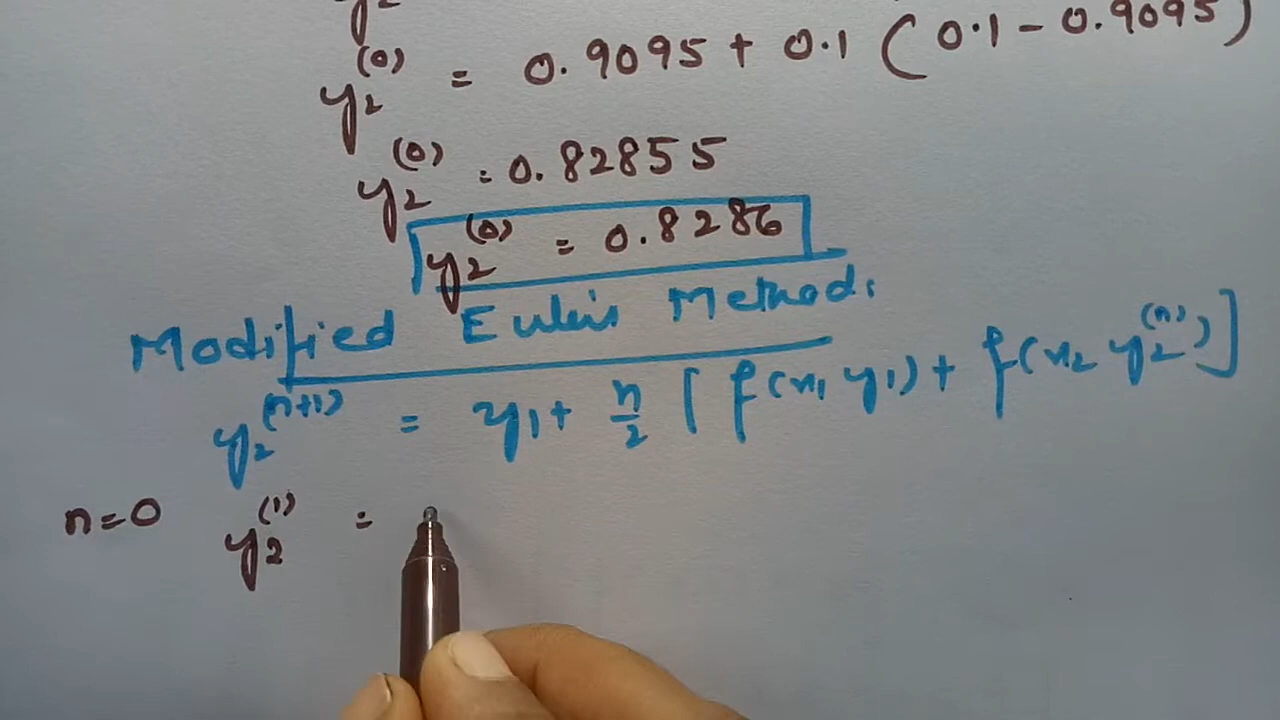 y₂⁽⁰⁾ = 0.9095 + 0.1 (0.1 - 0.9095)
y₂⁽⁰⁾ = 0.82855
y₂⁽⁰⁾ = 0.8286
Modified Euler's Method:
y₂⁽ⁿ⁺¹⁾ = y₁ + h/2 [f(x₁ y₁) + f(x₂ y₂⁽ⁿ⁾)]
n=0 y₂⁽¹⁾ =